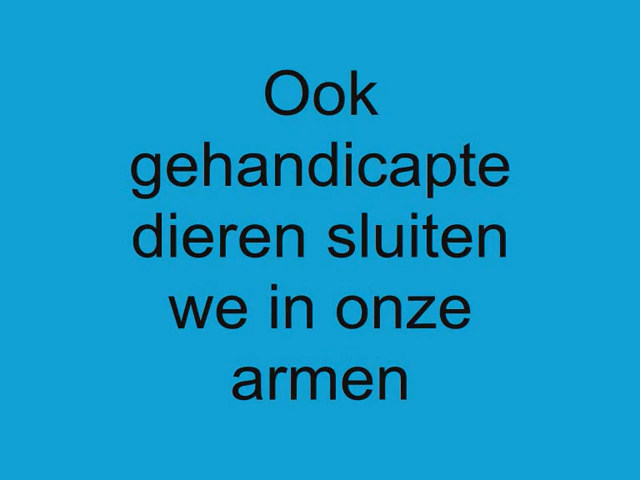 Ook
gehandicapte
dieren sluiten
we in onze
armen